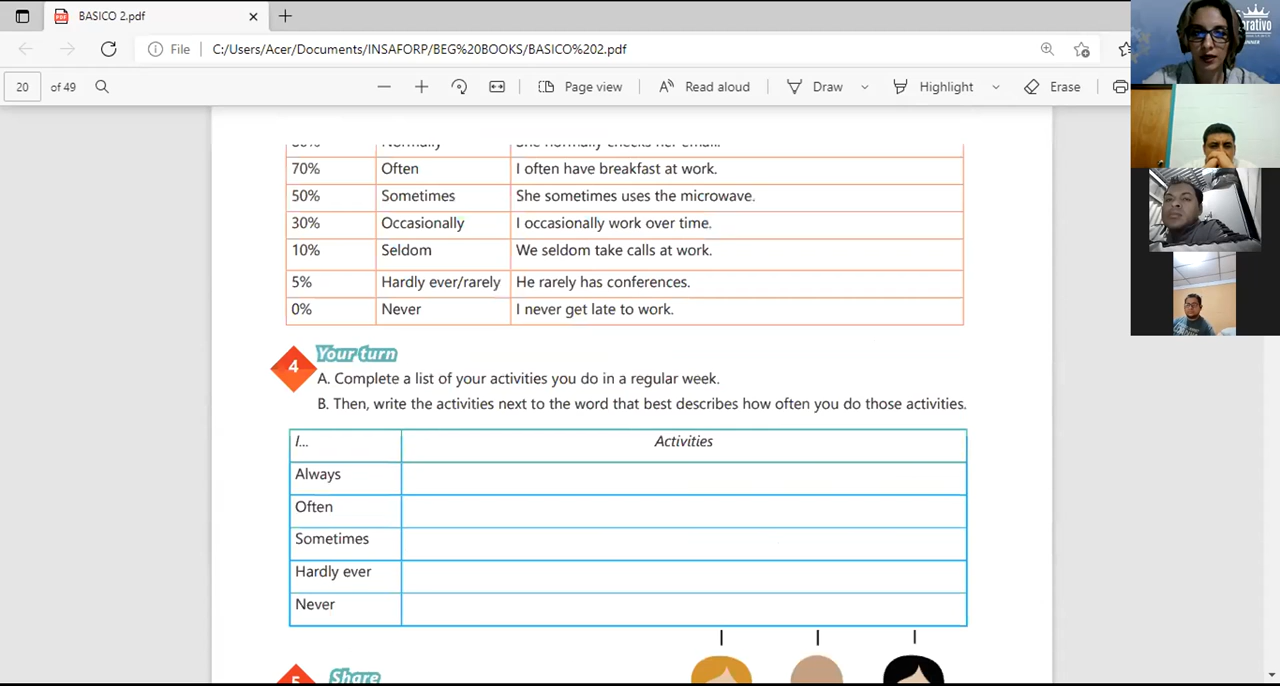 BASICO 2.pdf
File C:/Users/Acer/Documents/INSAFORP/BEG%20BOOKS/BASICO%202.pdf
20 of 49 Page view Read aloud Draw Highlight Erase
70% Often I often have breakfast at work.
50% Sometimes She sometimes uses the microwave.
30% Occasionally I occasionally work over time.
10% Seldom We seldom take calls at work.
5% Hardly ever/rarely He rarely has conferences.
0% Never I never get late to work.
4 Your turn
A. Complete a list of your activities you do in a regular week.
B. Then, write the activities next to the word that best describes how often you do those activities.
I... Activities
Always
Often
Sometimes
Hardly ever
Never
5 Share